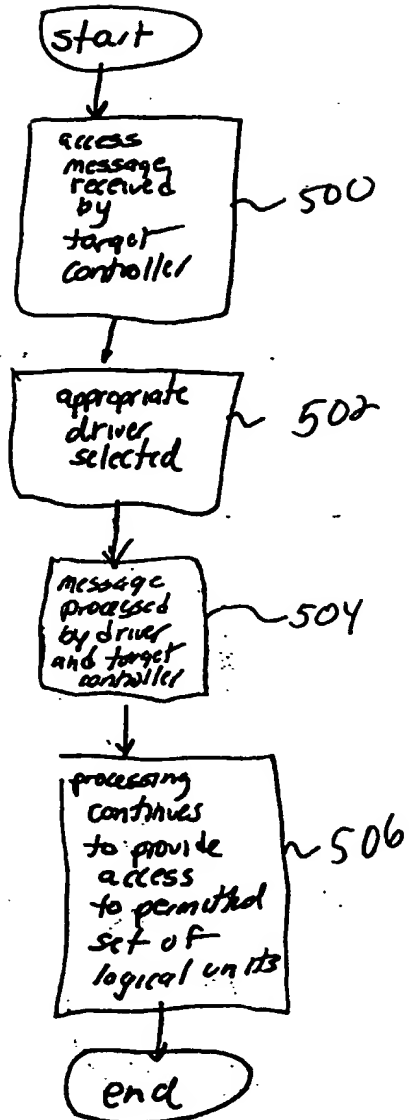 start
access
message
received
by
target
controller
500
appropriate
driver
selected
502
message
processed
by driver
and target
controller
504
processing
continues
to provide
access
to permitted
set of
logical units
506
end